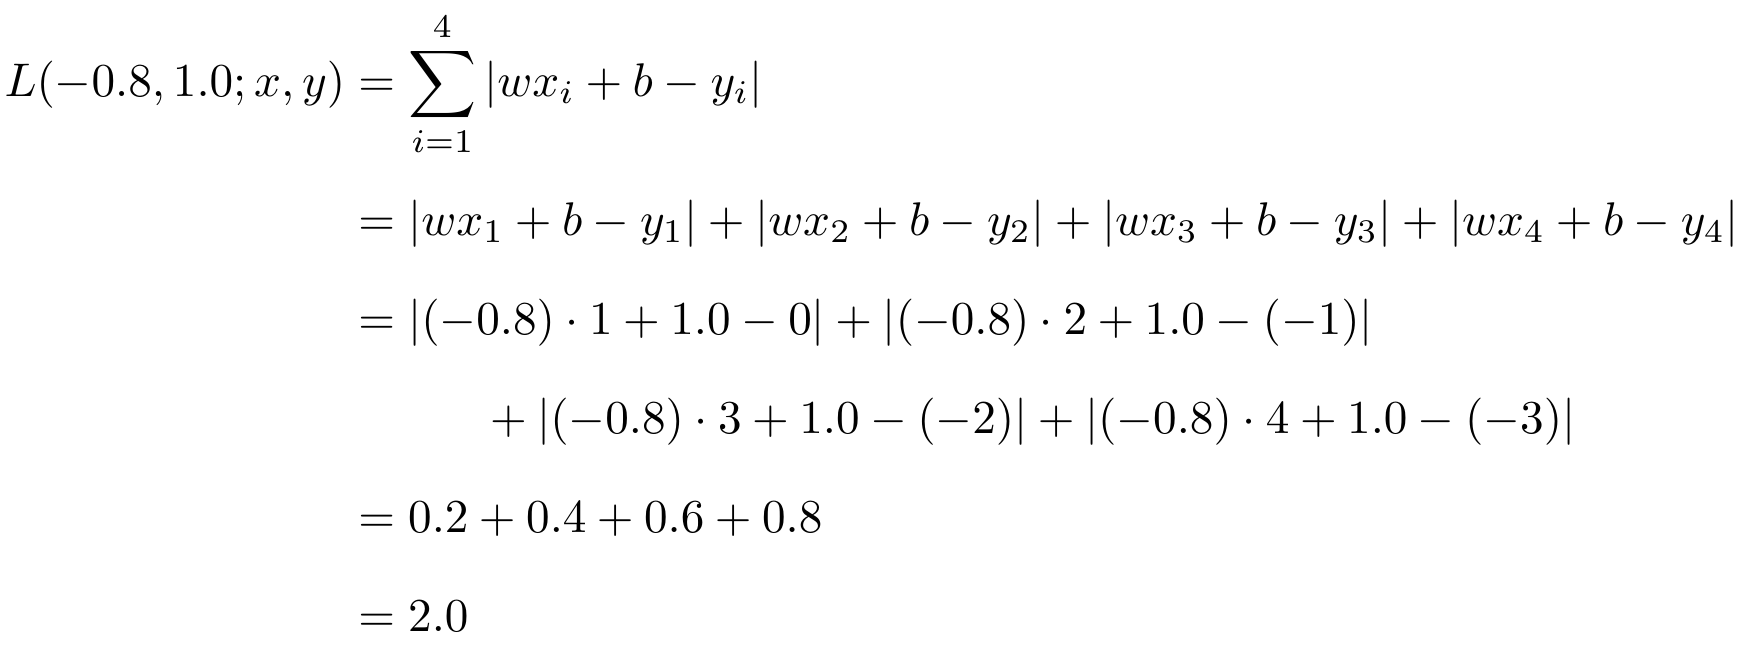 L(−0.8, 1.0; x, y) = ∑_{i=1}^{4} |wx_i + b − y_i|
= |wx_1 + b − y_1| + |wx_2 + b − y_2| + |wx_3 + b − y_3| + |wx_4 + b − y_4|
= |(−0.8) · 1 + 1.0 − 0| + |(−0.8) · 2 + 1.0 − (−1)|
+ |(−0.8) · 3 + 1.0 − (−2)| + |(−0.8) · 4 + 1.0 − (−3)|
= 0.2 + 0.4 + 0.6 + 0.8
= 2.0